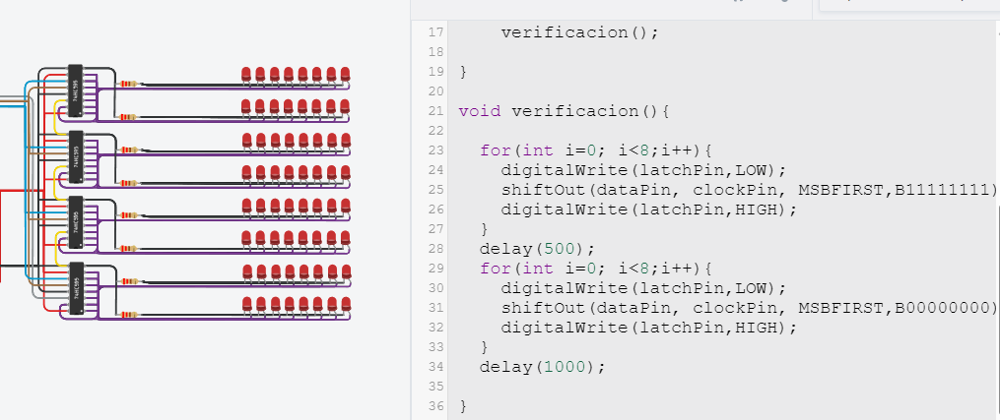 17 verificacion();
18
19 }
20
21 void verificacion(){
22
23 for(int i=0; i<8;i++){
24 digitalWrite(latchPin,LOW);
25 shiftOut(dataPin, clockPin, MSBFIRST,B11111111)
26 digitalWrite(latchPin,HIGH);
27 }
28 delay(500);
29 for(int i=0; i<8;i++){
30 digitalWrite(latchPin,LOW);
31 shiftOut(dataPin, clockPin, MSBFIRST,B00000000)
32 digitalWrite(latchPin,HIGH);
33 }
34 delay(1000);
35
36 }
74HC595
74HC595
74HC595
74HC595